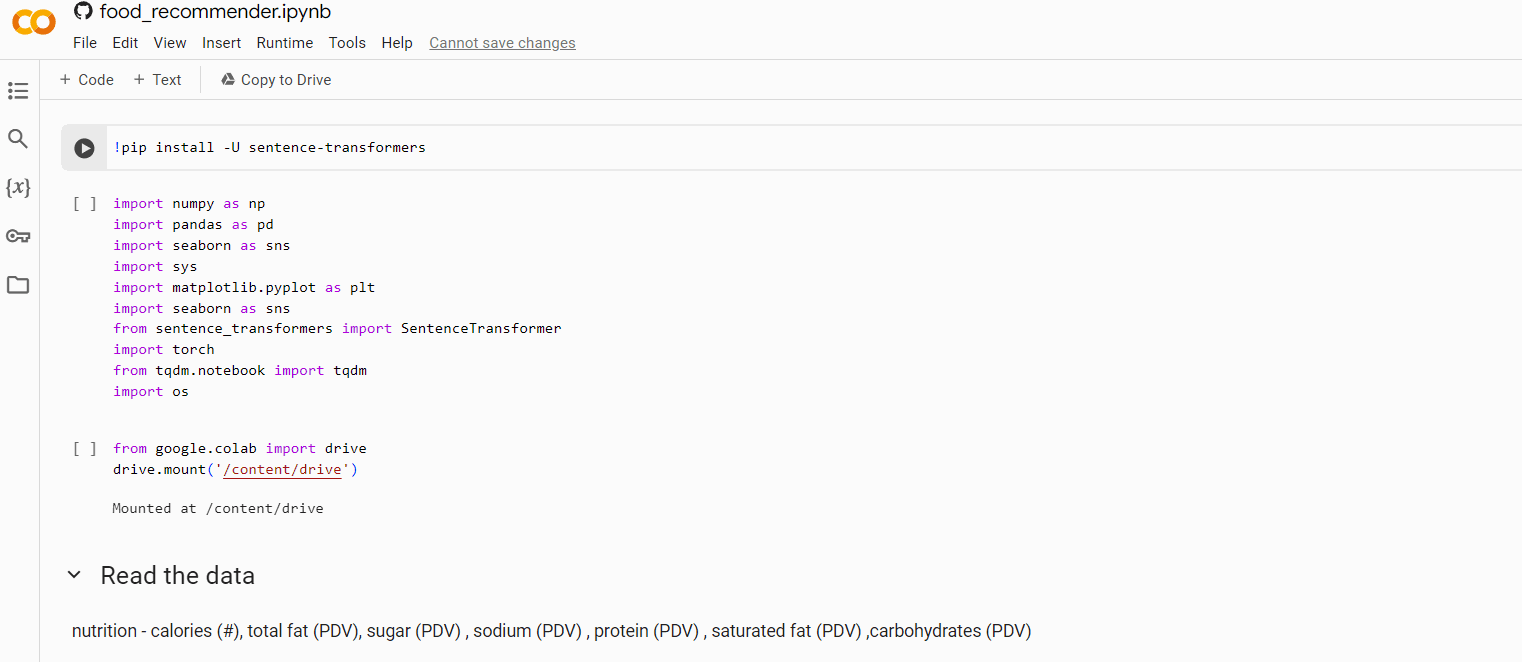 food_recommender.ipynb
File Edit View Insert Runtime Tools Help Cannot save changes
+ Code + Text Copy to Drive
!pip install -U sentence-transformers
[ ] import numpy as np
import pandas as pd
import seaborn as sns
import sys
import matplotlib.pyplot as plt
import seaborn as sns
from sentence_transformers import SentenceTransformer
import torch
from tqdm.notebook import tqdm
import os
[ ] from google.colab import drive
drive.mount('/content/drive')
Mounted at /content/drive
Read the data
nutrition - calories (#), total fat (PDV), sugar (PDV) , sodium (PDV) , protein (PDV) , saturated fat (PDV) ,carbohydrates (PDV)